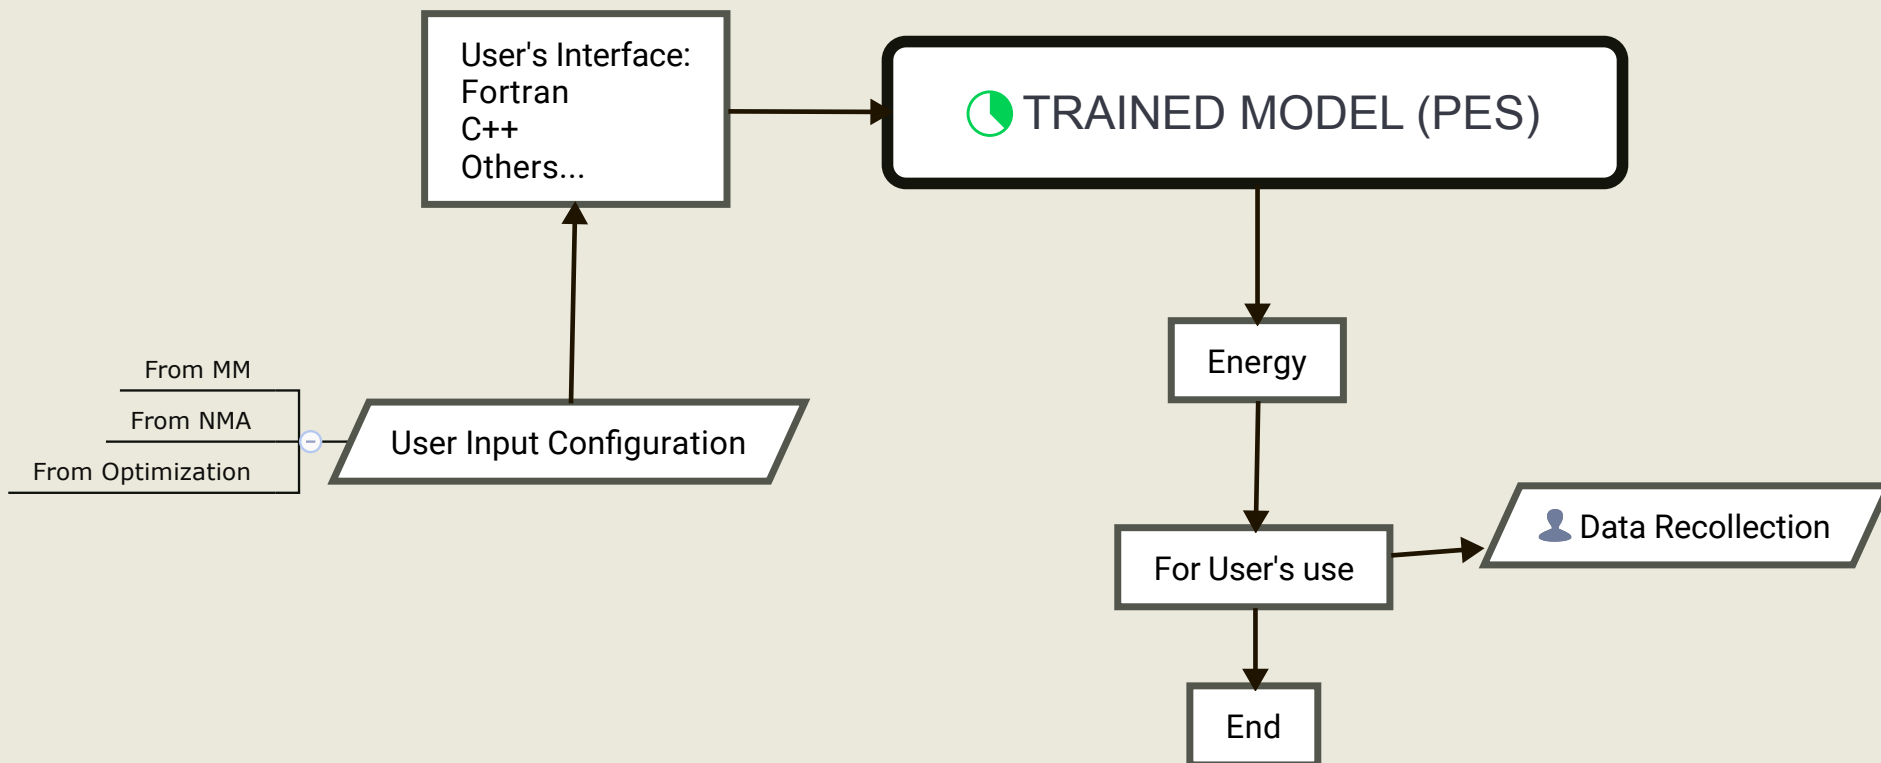 User's Interface:
Fortran
C++
Others...
TRAINED MODEL (PES)
Energy
From MM
From NMA
From Optimization
User Input Configuration
Data Recollection
For User's use
End